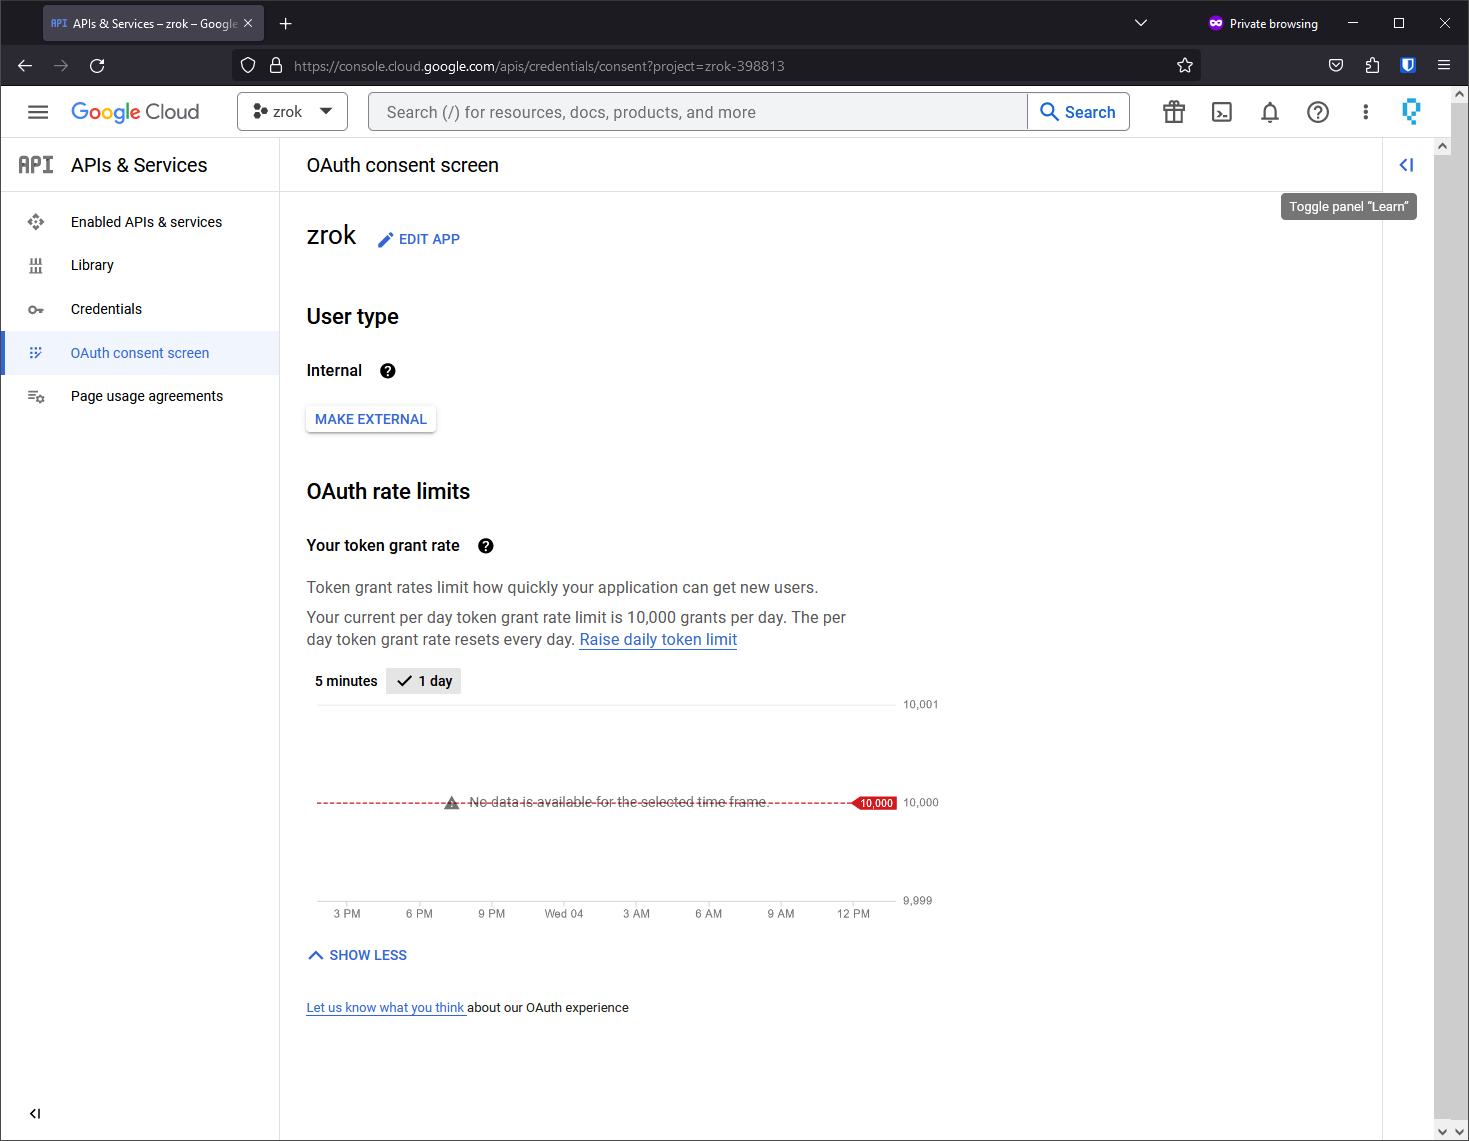 API APIs & Services – zrok – Google
Private browsing
https://console.cloud.google.com/apis/credentials/consent?project=zrok-398813
Google Cloud
zrok
Search (/) for resources, docs, products, and more
Search
API APIs & Services
OAuth consent screen
Toggle panel “Learn”
Enabled APIs & services
Library
Credentials
OAuth consent screen
Page usage agreements
zrok
EDIT APP
User type
Internal
MAKE EXTERNAL
OAuth rate limits
Your token grant rate
Token grant rates limit how quickly your application can get new users.
Your current per day token grant rate limit is 10,000 grants per day. The per
day token grant rate resets every day. Raise daily token limit
5 minutes
1 day
10,001
No data is available for the selected time frame.
10,000
10,000
9,999
3 PM 6 PM 9 PM Wed 04 3 AM 6 AM 9 AM 12 PM
SHOW LESS
Let us know what you think about our OAuth experience